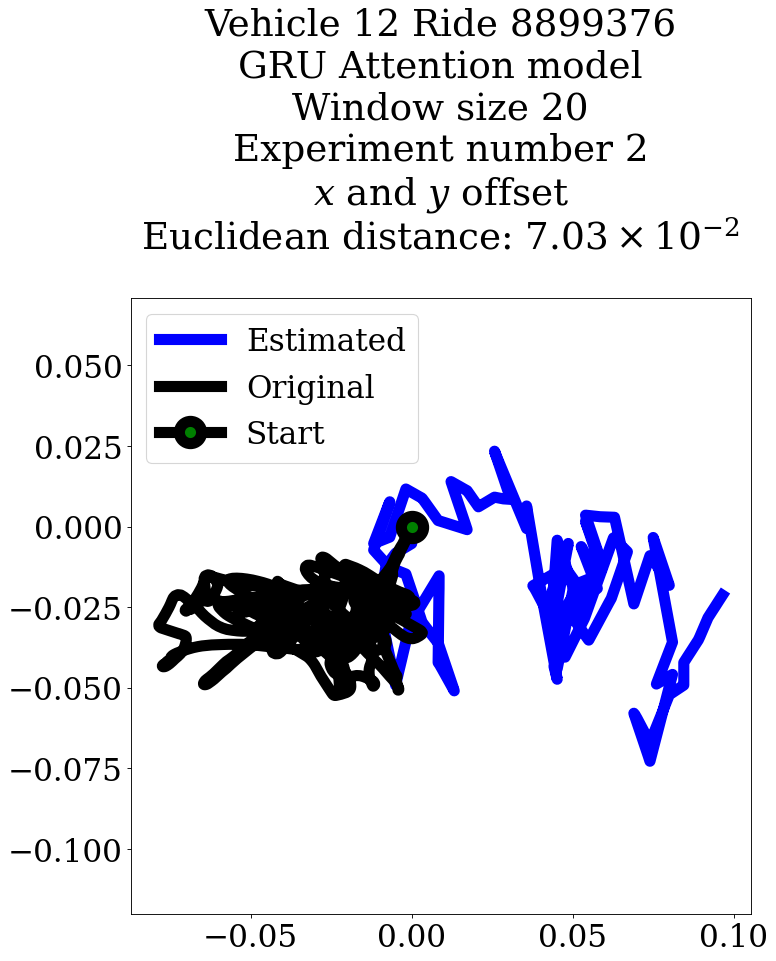 Vehicle 12 Ride 8899376
GRU Attention model
Window size 20
Experiment number 2
x and y offset
Euclidean distance: 7.03 × 10⁻²
Estimated
Original
Start
0.050
0.025
0.000
−0.025
−0.050
−0.075
−0.100
−0.05 0.00 0.05 0.10